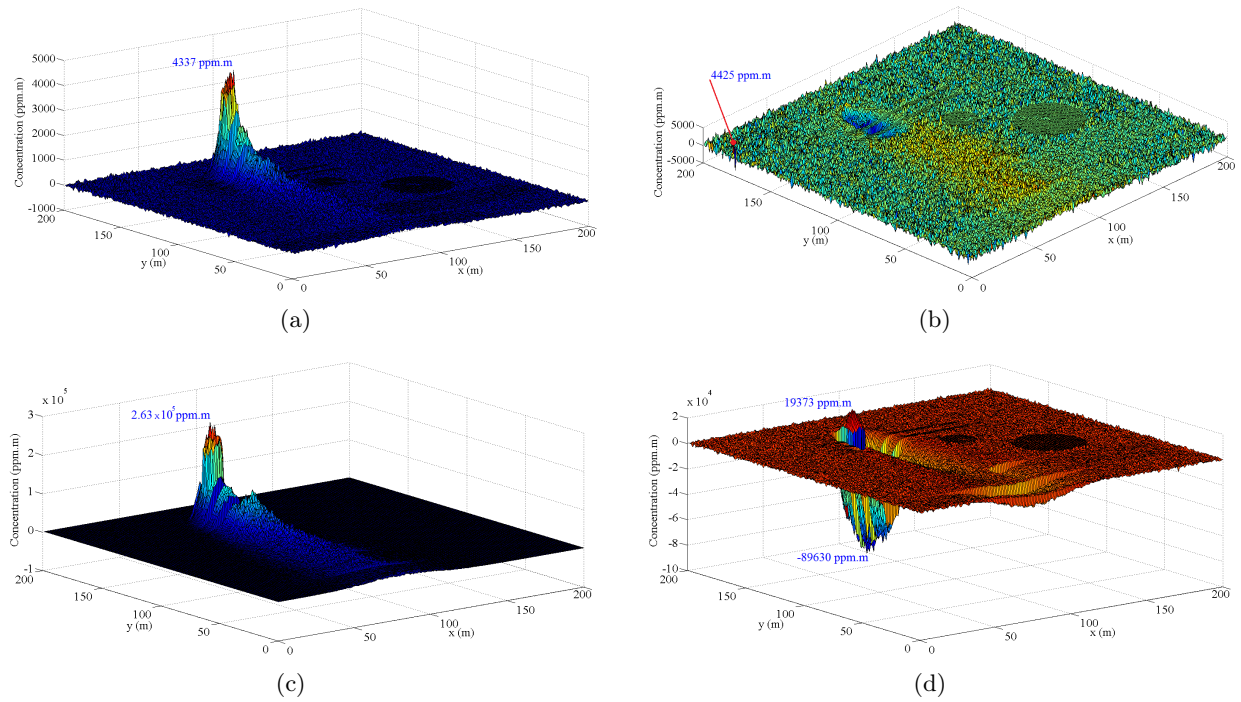 5000
4000
3000
2000
1000
0
-1000
Concentration (ppm.m)
4337 ppm.m
200
150
100
50
0
y (m)
0
50
100
150
200
x (m)
(a)
4425 ppm.m
5000
0
-5000
Concentration (ppm.m)
200
150
100
50
0
y (m)
0
50
100
150
200
x (m)
(b)
x 10^5
3
2
1
0
-1
Concentration (ppm.m)
2.63 x 10^5 ppm.m
200
150
100
50
0
y (m)
0
50
100
150
200
x (m)
(c)
x 10^4
2
0
-2
-4
-6
-8
-10
Concentration (ppm.m)
19373 ppm.m
-89630 ppm.m
200
150
100
50
0
y (m)
0
50
100
150
200
x (m)
(d)